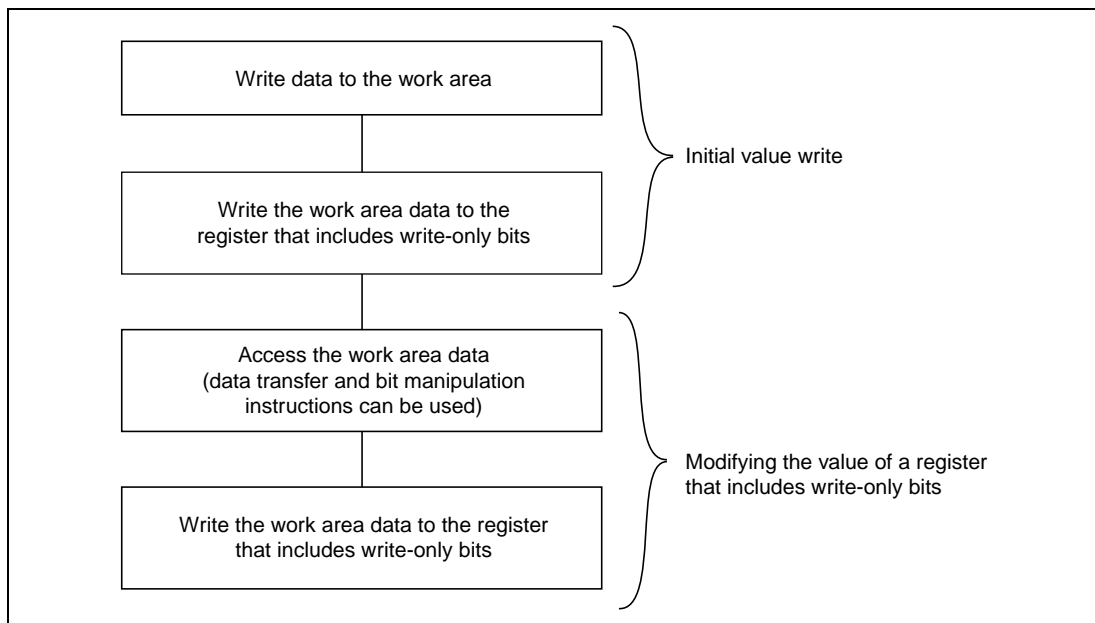 Write data to the work area
Initial value write
Write the work area data to the
register that includes write-only bits
Access the work area data
(data transfer and bit manipulation
instructions can be used)
Modifying the value of a register
that includes write-only bits
Write the work area data to the register
that includes write-only bits